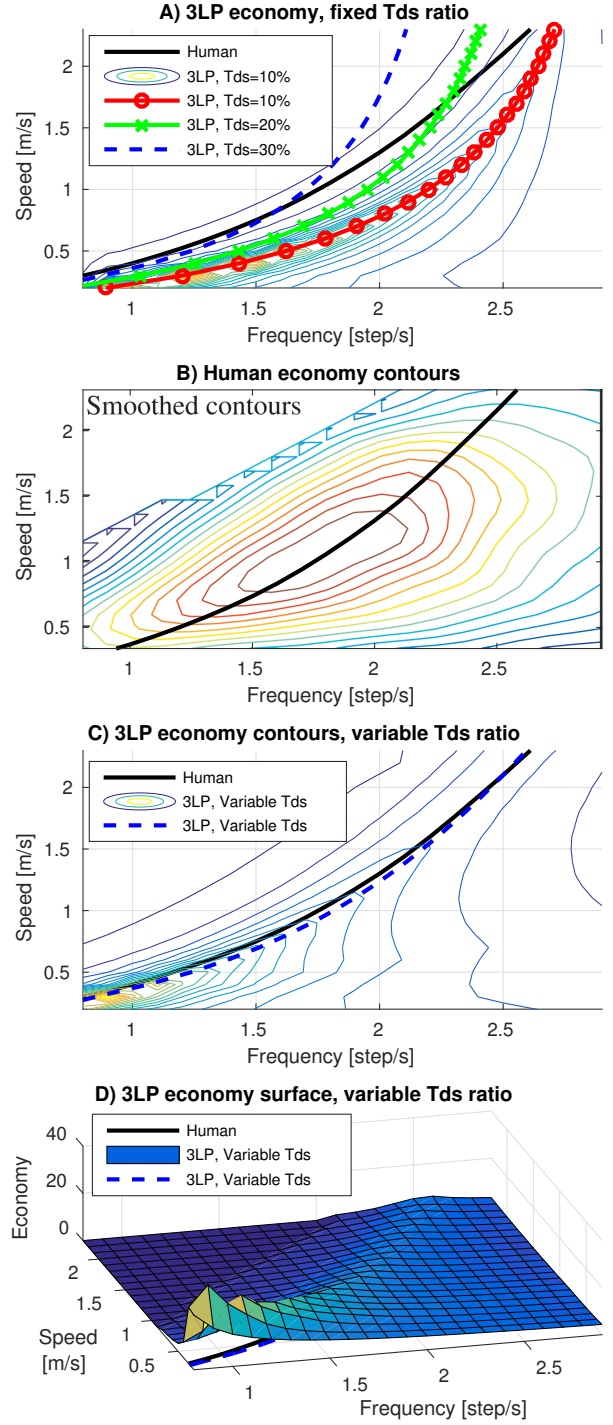 A) 3LP economy, fixed Tds ratio
Human
3LP, Tds=10%
3LP, Tds=10%
3LP, Tds=20%
3LP, Tds=30%
2
1.5
1
0.5
Speed [m/s]
1
1.5
2
2.5
Frequency [step/s]
B) Human economy contours
Smoothed contours
2
1.5
1
0.5
Speed [m/s]
1
1.5
2
2.5
Frequency [step/s]
C) 3LP economy contours, variable Tds ratio
Human
3LP, Variable Tds
3LP, Variable Tds
2
1.5
1
0.5
Speed [m/s]
1
1.5
2
2.5
Frequency [step/s]
D) 3LP economy surface, variable Tds ratio
Human
3LP, Variable Tds
3LP, Variable Tds
40
20
0
Economy
2
1.5
1
0.5
Speed
[m/s]
1
1.5
2
2.5
Frequency [step/s]